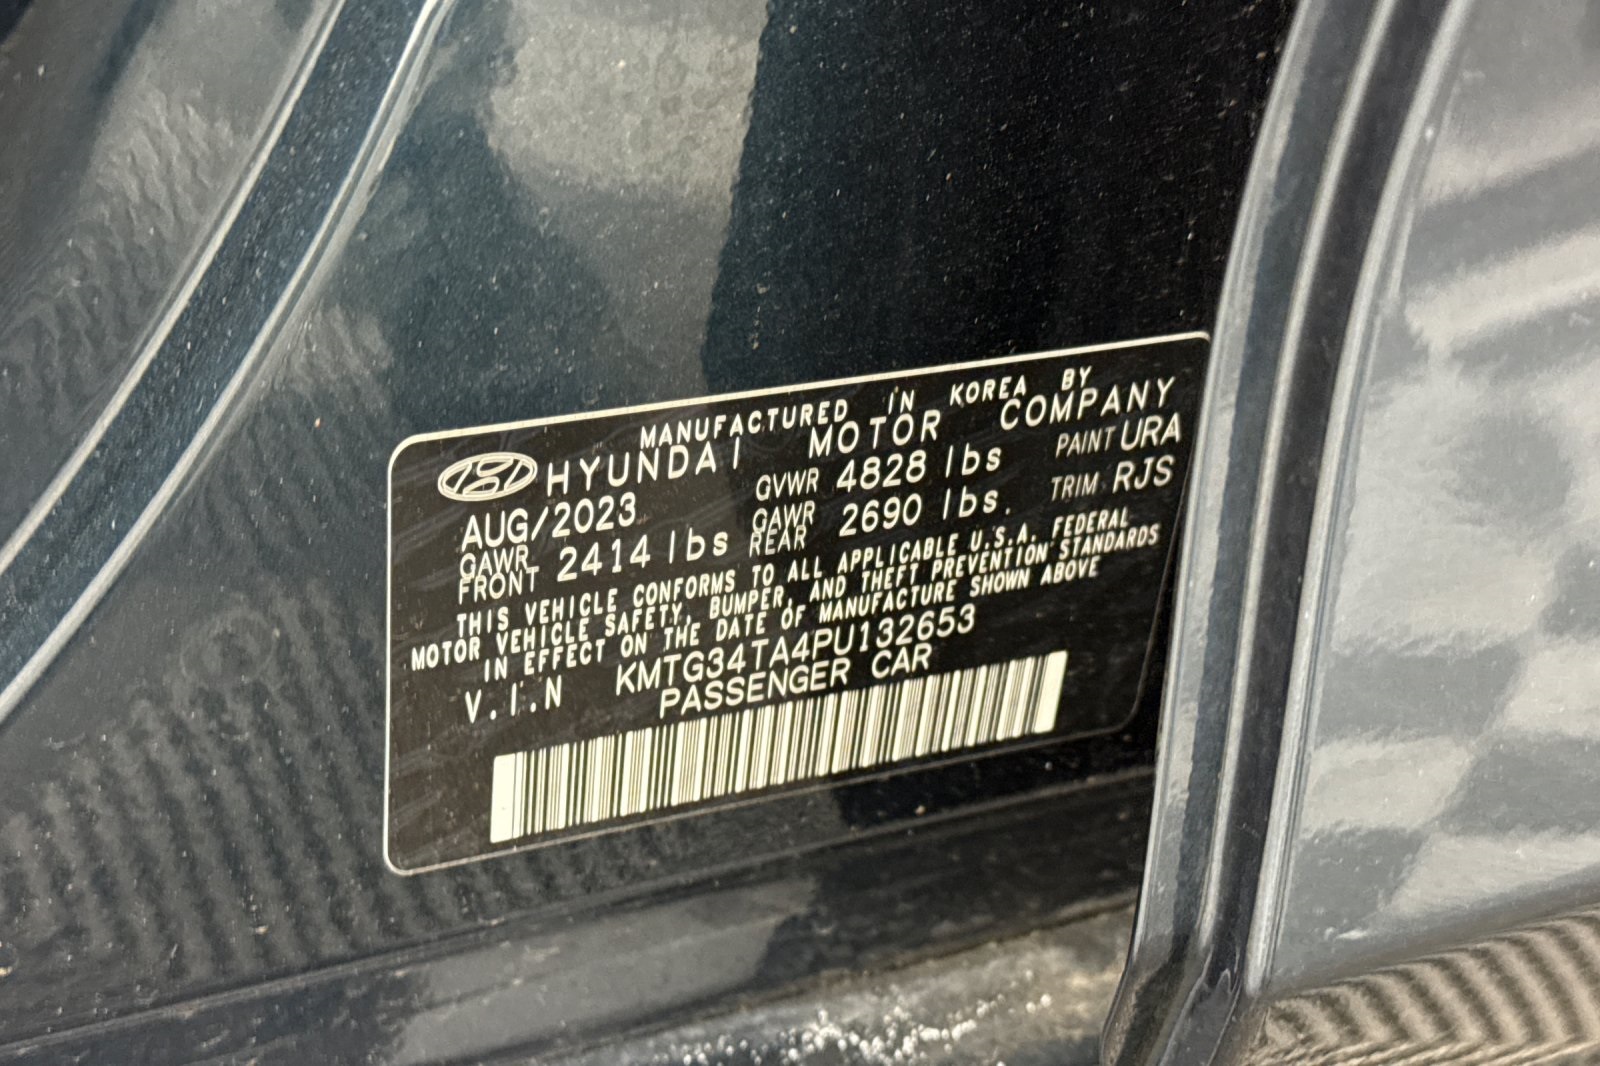 MANUFACTURED IN KOREA BY
HYUNDAI MOTOR COMPANY
AUG/2023 GVWR 4828 lbs PAINT URA
GAWR FRONT 2414 lbs GAWR REAR 2690 lbs. TRIM RJS
THIS VEHICLE CONFORMS TO ALL APPLICABLE U.S.A. FEDERAL
MOTOR VEHICLE SAFETY, BUMPER, AND THEFT PREVENTION STANDARDS
IN EFFECT ON THE DATE OF MANUFACTURE SHOWN ABOVE
V.I.N KMTG34TA4PU132653
PASSENGER CAR